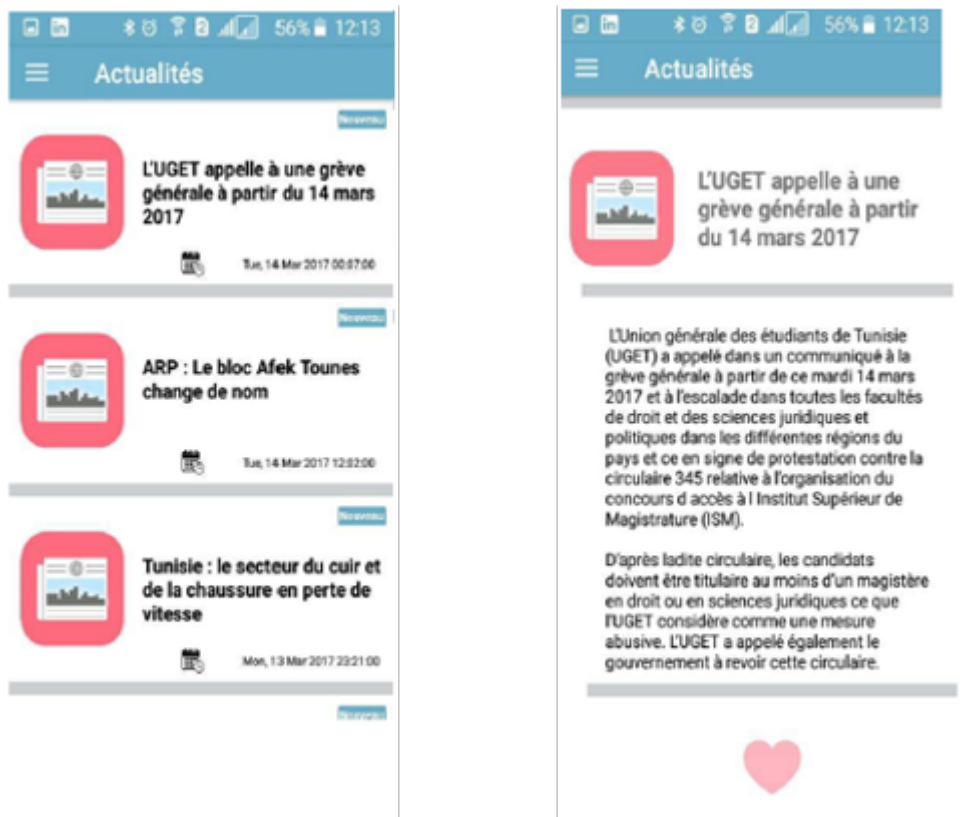 56% 12:13
Actualités
Nouveau
L'UGET appelle à une grève
générale à partir du 14 mars
2017
Tue, 14 Mar 2017 00:07:00
Nouveau
ARP : Le bloc Afek Tounes
change de nom
Tue, 14 Mar 2017 12:02:00
Nouveau
Tunisie : le secteur du cuir et
de la chaussure en perte de
vitesse
Mon, 13 Mar 2017 23:21:00
Nouveau
56% 12:13
Actualités
L'UGET appelle à une
grève générale à partir
du 14 mars 2017
L'Union générale des étudiants de Tunisie
(UGET) a appelé dans un communiqué à la
grève générale à partir de ce mardi 14 mars
2017 et à l'escalade dans toutes les facultés
de droit et des sciences juridiques et
politiques dans les différentes régions du
pays et ce en signe de protestation contre la
circulaire 345 relative à l'organisation du
concours d accès à l Institut Supérieur de
Magistrature (ISM).
D'après ladite circulaire, les candidats
doivent être titulaire au moins d'un magistère
en droit ou en sciences juridiques ce que
l'UGET considère comme une mesure
abusive. L'UGET a appelé également le
gouvernement à revoir cette circulaire.